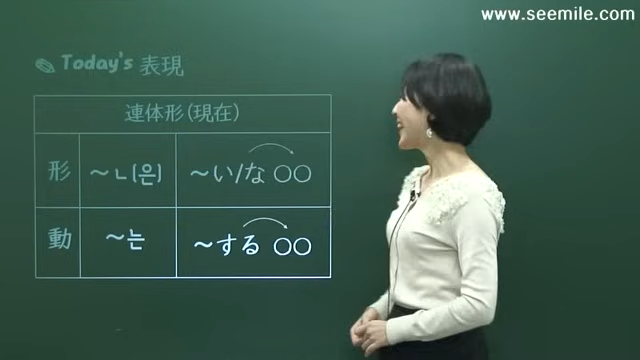 www.seemile.com
Today's 表現
連体形(現在)
形 ～ㄴ(은) ～い/な ○○
動 ～는 ～する ○○